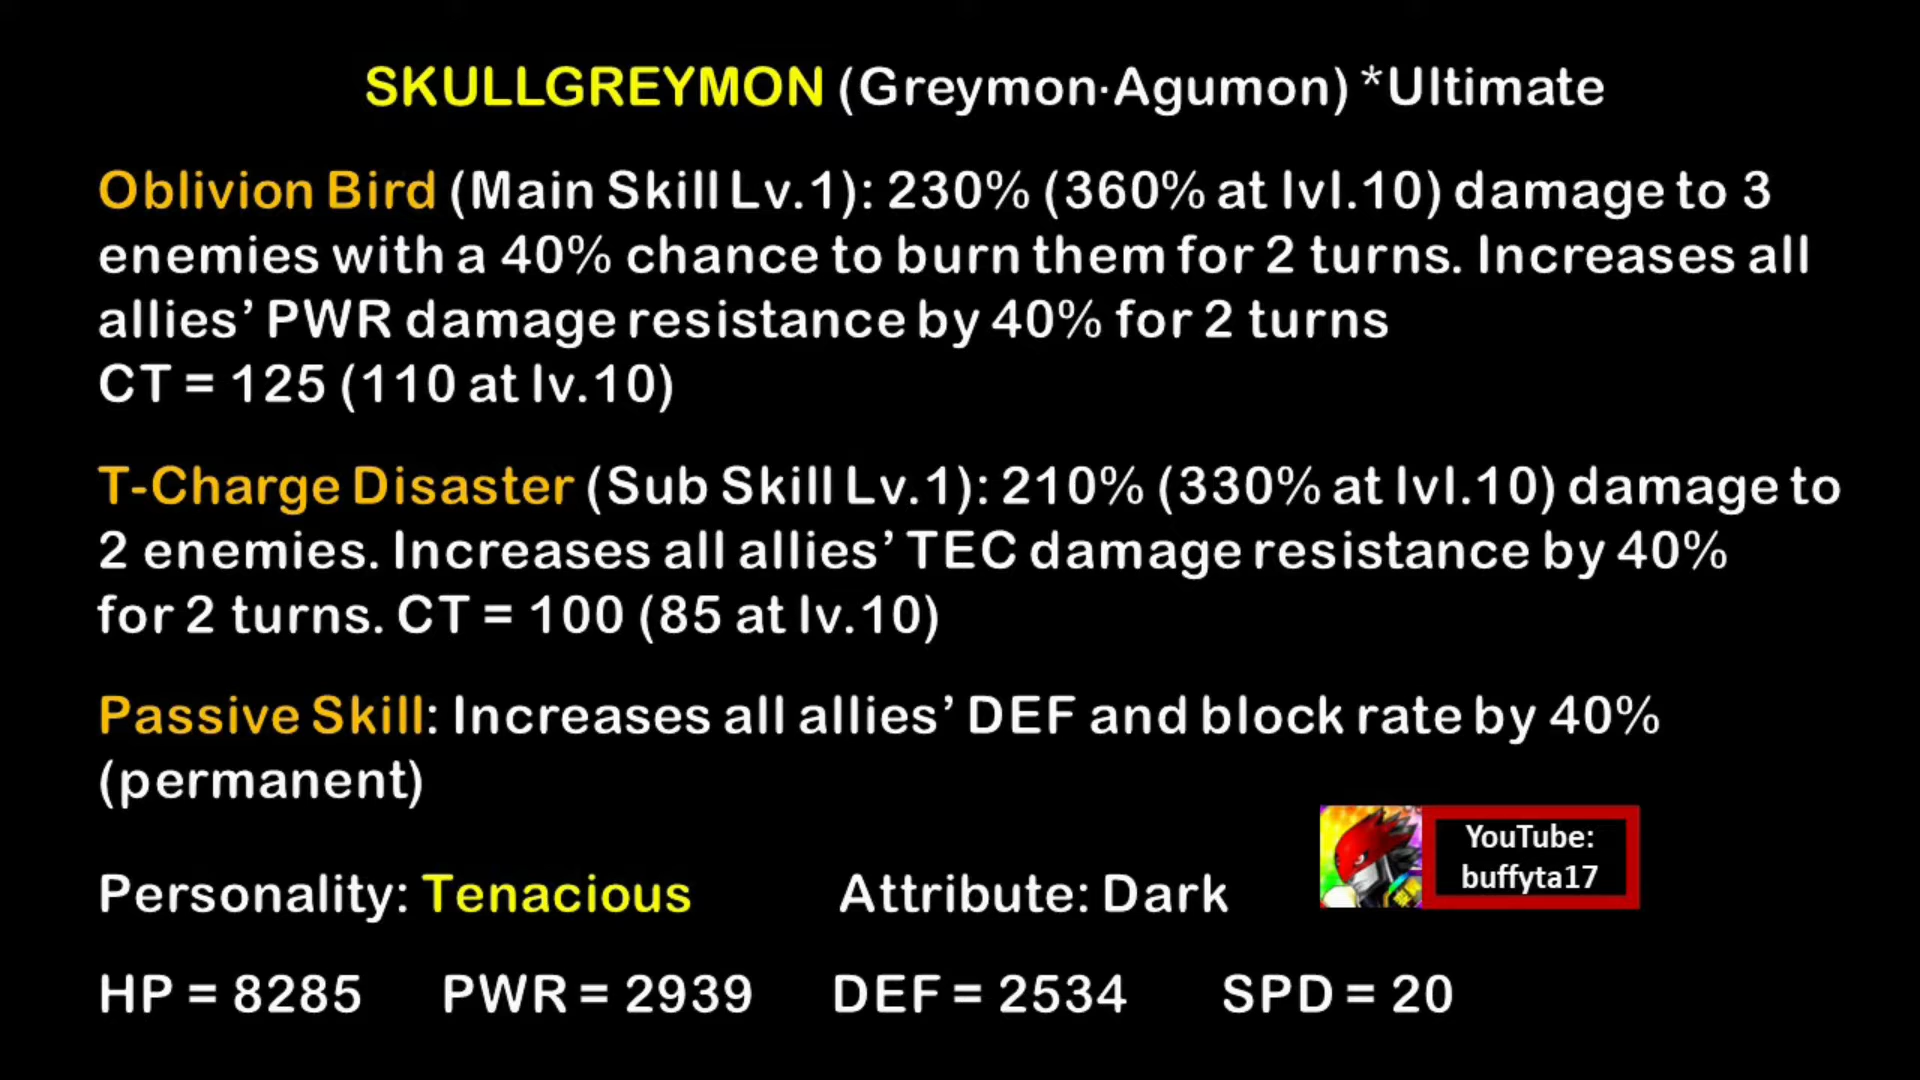 SKULLGREYMON (Greymon·Agumon) *Ultimate
Oblivion Bird (Main Skill Lv.1): 230% (360% at lvl.10) damage to 3
enemies with a 40% chance to burn them for 2 turns. Increases all
allies’ PWR damage resistance by 40% for 2 turns
CT = 125 (110 at lv.10)
T-Charge Disaster (Sub Skill Lv.1): 210% (330% at lvl.10) damage to
2 enemies. Increases all allies’ TEC damage resistance by 40%
for 2 turns. CT = 100 (85 at lv.10)
Passive Skill: Increases all allies’ DEF and block rate by 40%
(permanent)
YouTube:
buffyta17
Personality: Tenacious Attribute: Dark
HP = 8285 PWR = 2939 DEF = 2534 SPD = 20